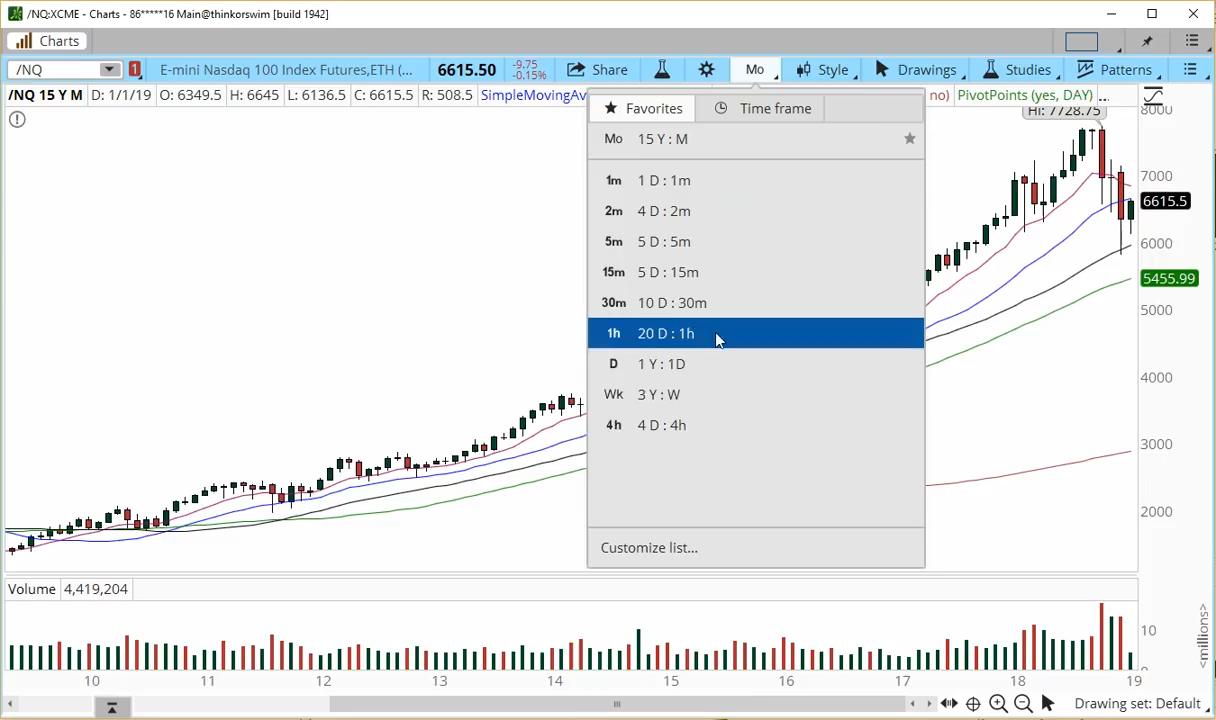 /NQ:XCME - Charts - 86*****16 Main@thinkorswim [build 1942]
Charts
/NQ 1 E-mini Nasdaq 100 Index Futures,ETH (... 6615.50 -9.75 -0.15% Share Mo Style Drawings Studies Patterns
/NQ 15 Y M D: 1/1/19 O: 6349.5 H: 6645 L: 6136.5 C: 6615.5 R: 508.5 SimpleMovingAv no) PivotPoints (yes, DAY) ...
Favorites Time frame
Hi: 7728.75
8000
Mo 15 Y : M
1m 1 D : 1m
2m 4 D : 2m
5m 5 D : 5m
15m 5 D : 15m
30m 10 D : 30m
1h 20 D : 1h
D 1 Y : 1D
Wk 3 Y : W
4h 4 D : 4h
Customize list...
7000
6615.5
6000
5455.99
5000
4000
3000
2000
Volume 4,419,204
10
0
<millions>
10 11 12 13 14 15 16 17 18 19
Drawing set: Default